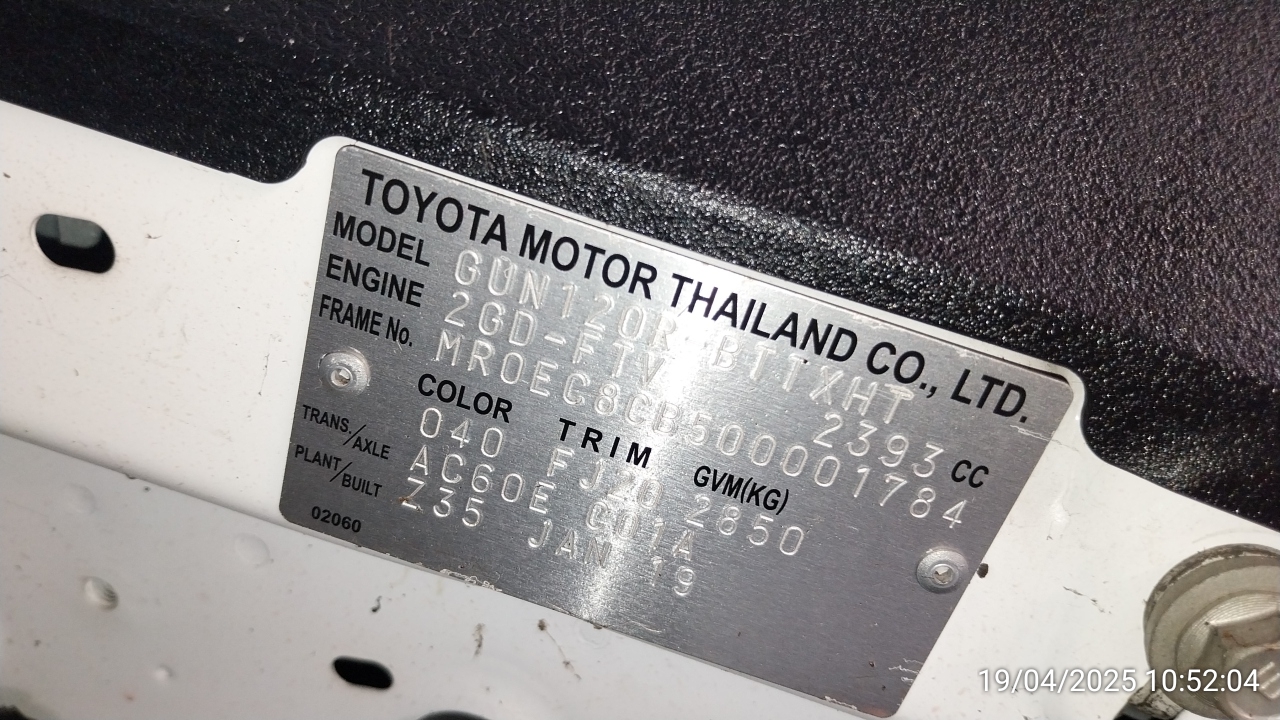 TOYOTA MOTOR THAILAND CO., LTD.
MODEL GUN120R-BTTXHT
ENGINE 2GD-FTV 2393 CC
FRAME No. MR0EC8CB500001784
COLOR TRIM GVM(KG)
040 FJ20 2850
TRANS./AXLE AC60E C01A
PLANT/BUILT Z35 JAN 19
02060
19/04/2025 10:52:04